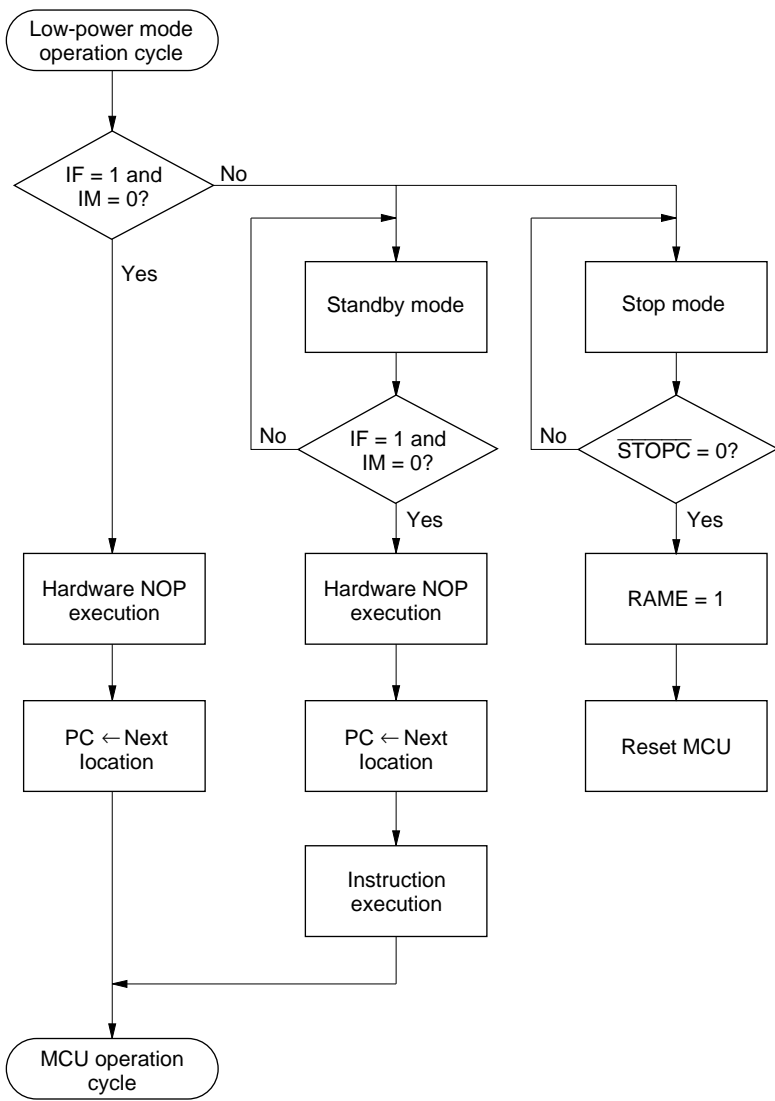 Low-power mode
operation cycle
IF = 1 and
IM = 0?
No
Yes
Standby mode
Stop mode
No
IF = 1 and
IM = 0?
Yes
No
S̅T̅O̅P̅C̅ = 0?
Yes
Hardware NOP
execution
Hardware NOP
execution
RAME = 1
PC ← Next
location
PC ← Next
location
Reset MCU
Instruction
execution
MCU operation
cycle